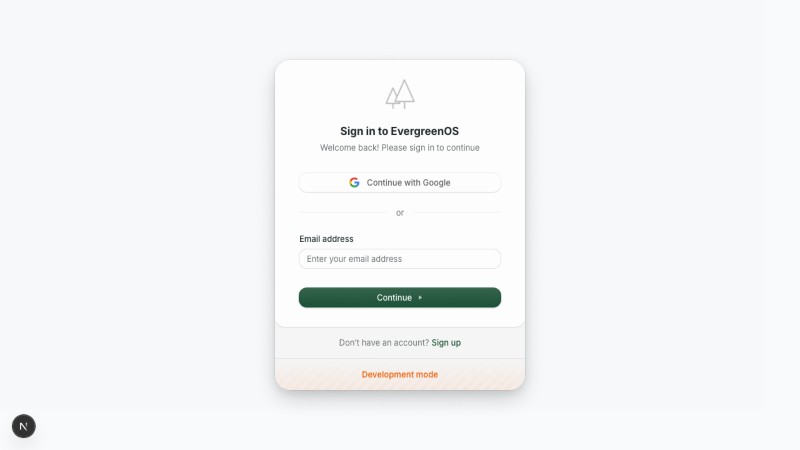 Sign in to EvergreenOS
Welcome back! Please sign in to continue
Continue with Google
or
Email address
Enter your email address
Continue
Don't have an account? Sign up
Development mode
N